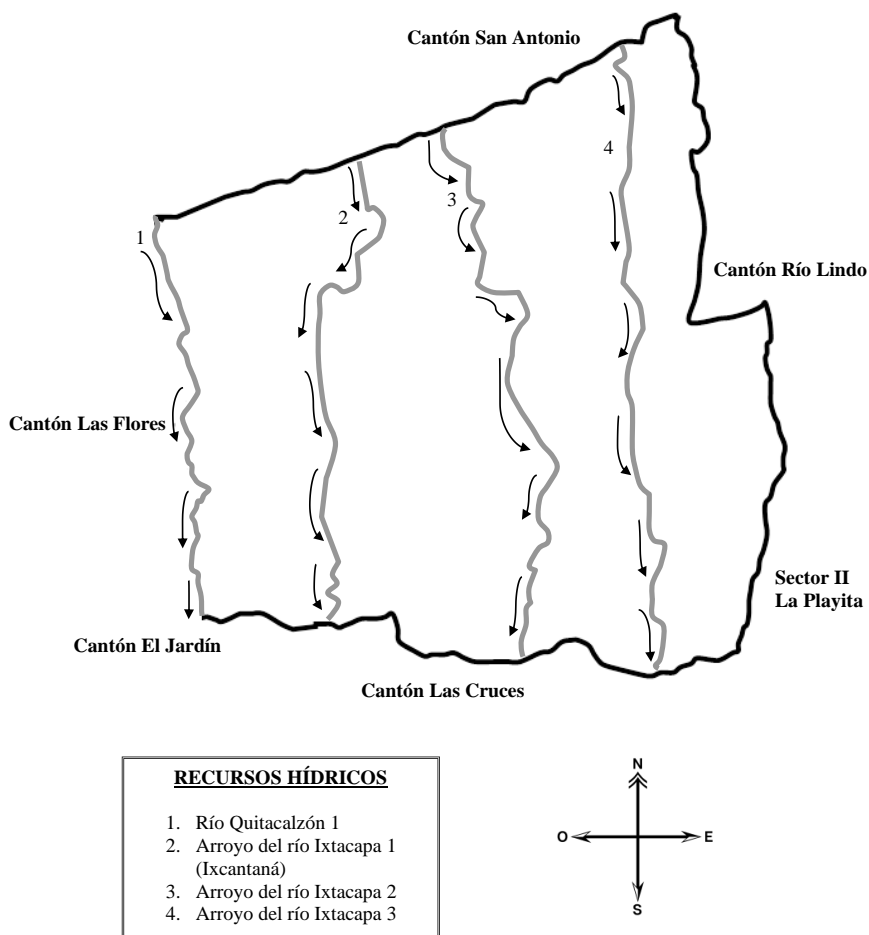 Cantón San Antonio
4
3
2
1
Cantón Río Lindo
Cantón Las Flores
Sector II
La Playita
Cantón El Jardín
Cantón Las Cruces
RECURSOS HÍDRICOS
1. Río Quitacalzón 1
2. Arroyo del río Ixtacapa 1
(Ixcantaná)
3. Arroyo del río Ixtacapa 2
4. Arroyo del río Ixtacapa 3
N
O
E
S